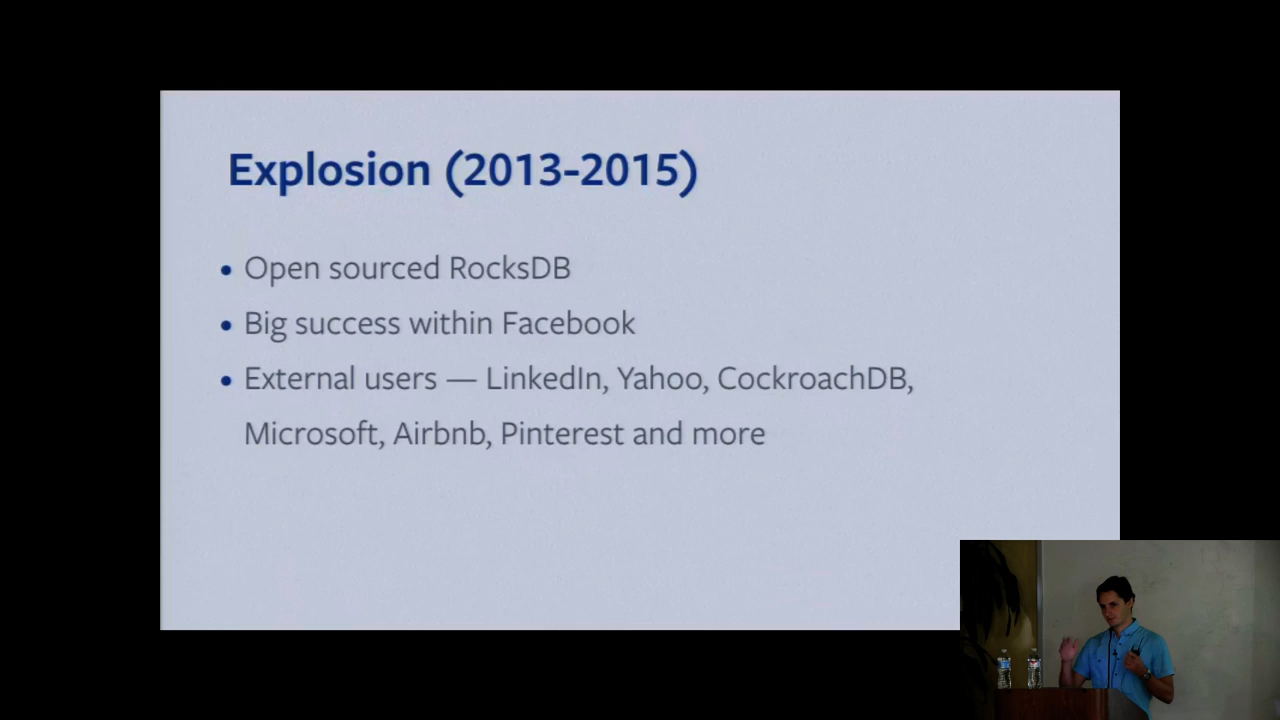 Explosion (2013-2015)
• Open sourced RocksDB
• Big success within Facebook
• External users — LinkedIn, Yahoo, CockroachDB,
Microsoft, Airbnb, Pinterest and more